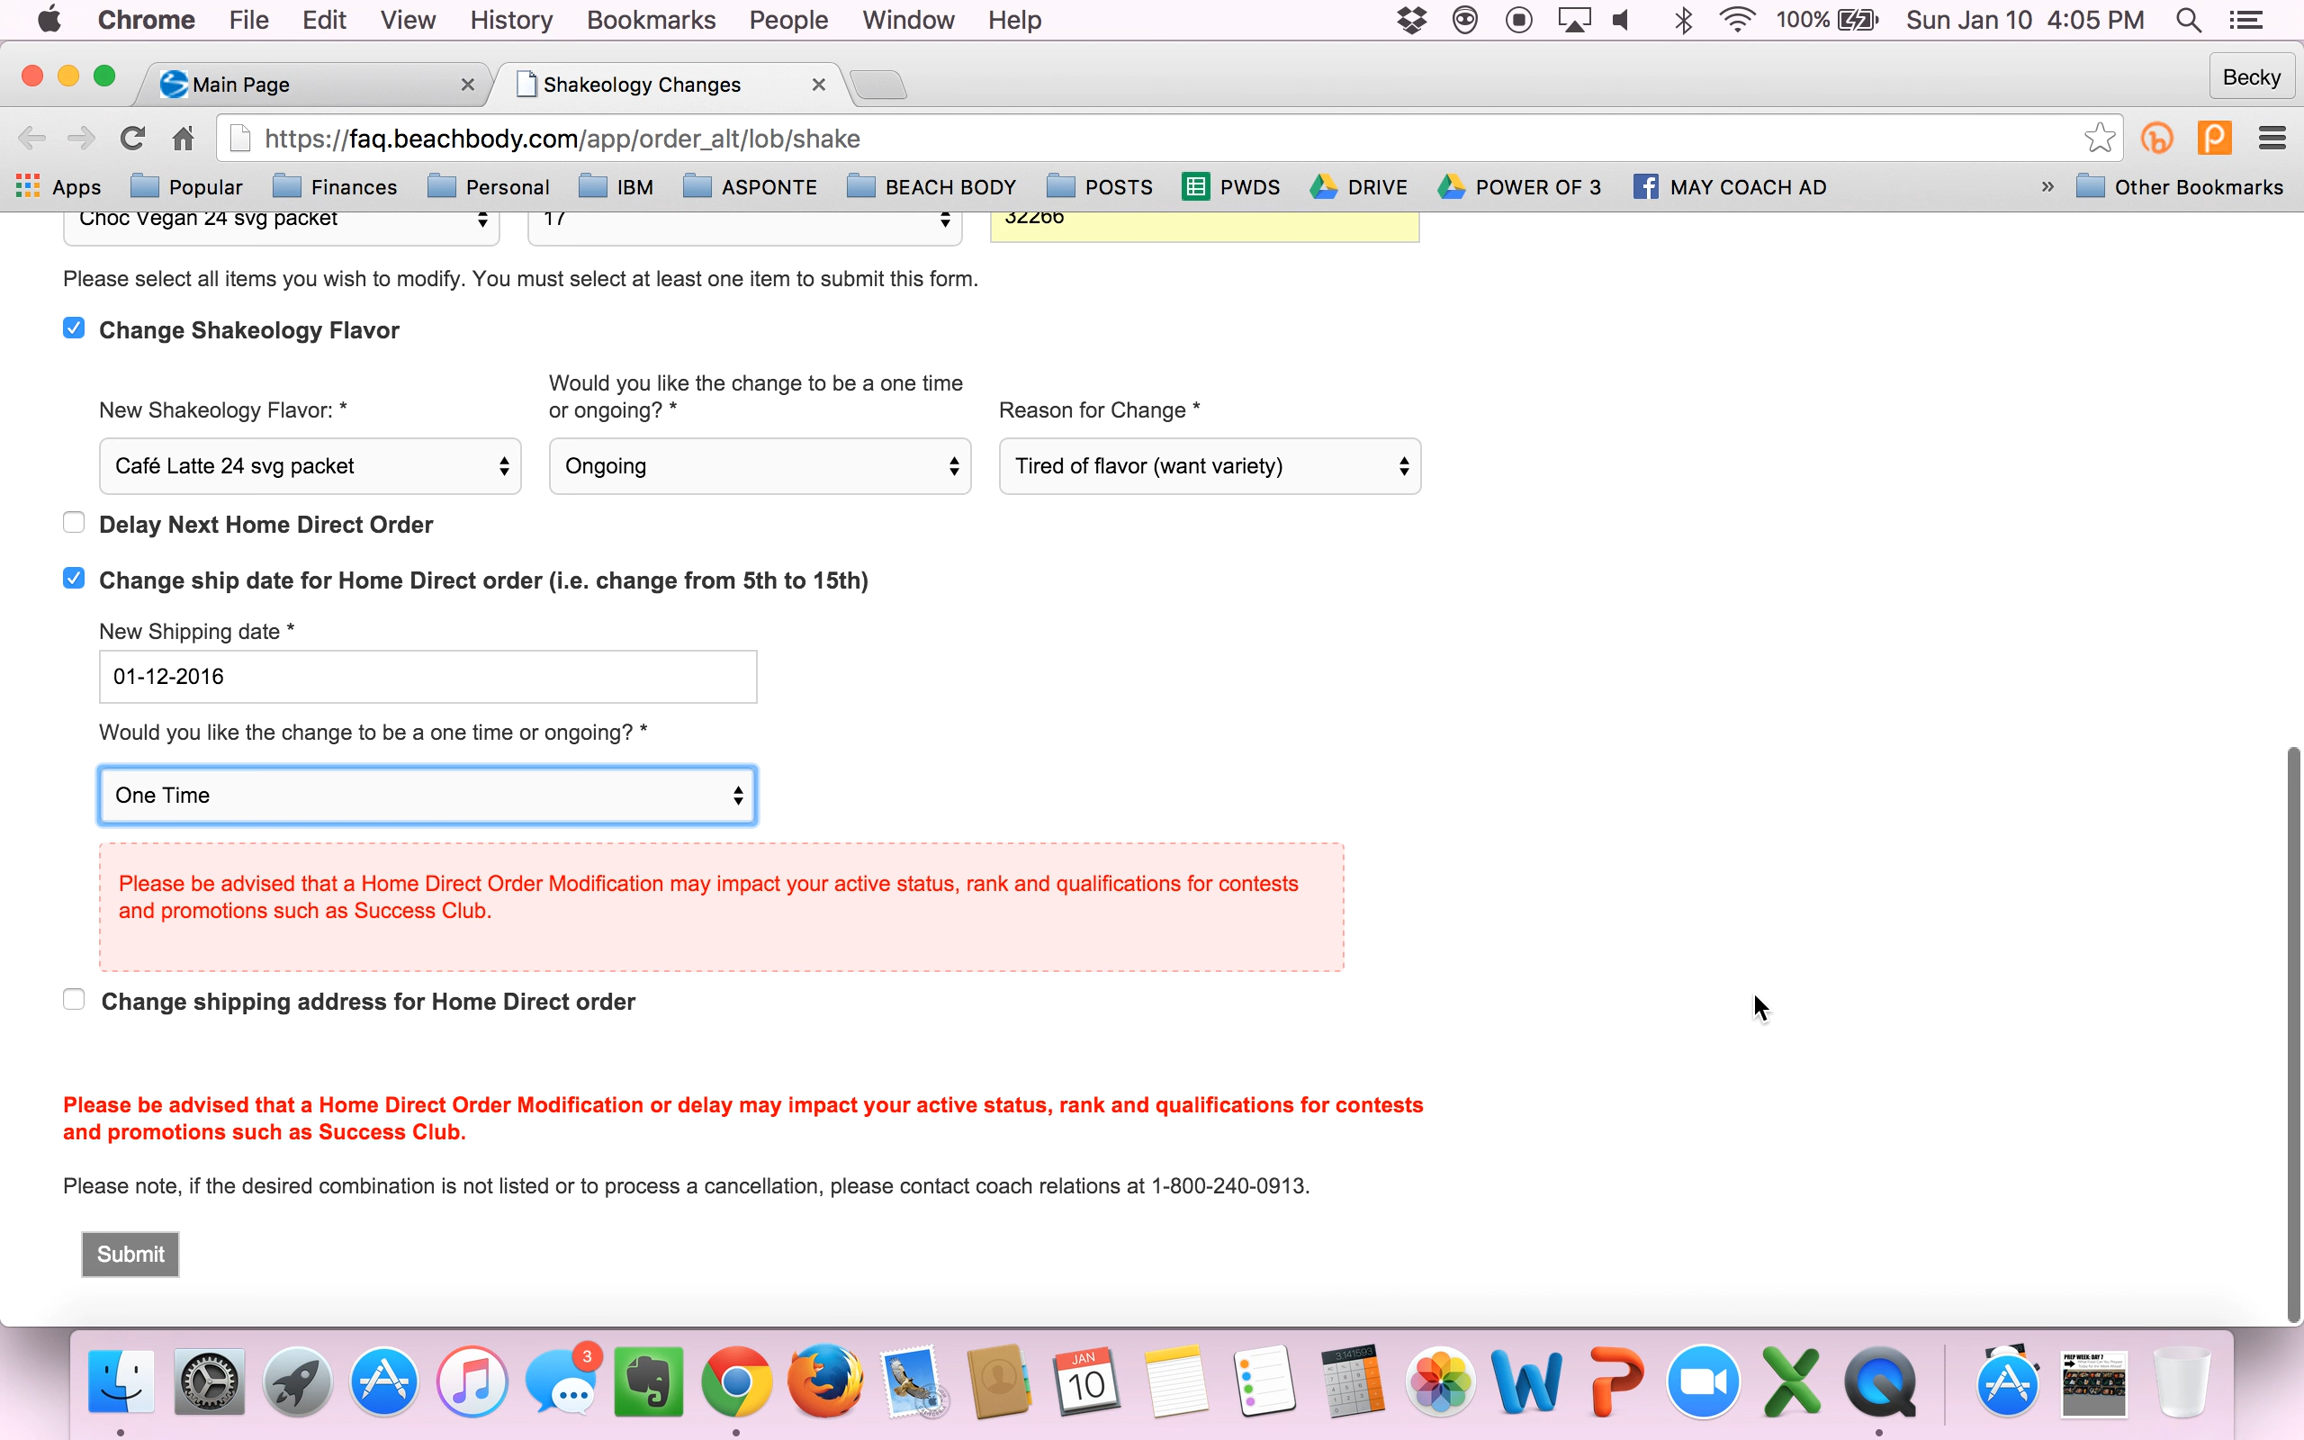 Chrome File Edit View History Bookmarks People Window Help 100% Sun Jan 10 4:05 PM
Main Page Shakeology Changes Becky
https://faq.beachbody.com/app/order_alt/lob/shake
Apps Popular Finances Personal IBM ASPONTE BEACH BODY POSTS PWDS DRIVE POWER OF 3 MAY COACH AD » Other Bookmarks
Choc Vegan 24 svg packet 17 32266
Please select all items you wish to modify. You must select at least one item to submit this form.
Change Shakeology Flavor
Would you like the change to be a one time
New Shakeology Flavor: * or ongoing? * Reason for Change *
Café Latte 24 svg packet Ongoing Tired of flavor (want variety)
Delay Next Home Direct Order
Change ship date for Home Direct order (i.e. change from 5th to 15th)
New Shipping date *
01-12-2016
Would you like the change to be a one time or ongoing? *
One Time
Please be advised that a Home Direct Order Modification may impact your active status, rank and qualifications for contests
and promotions such as Success Club.
Change shipping address for Home Direct order
Please be advised that a Home Direct Order Modification or delay may impact your active status, rank and qualifications for contests
and promotions such as Success Club.
Please note, if the desired combination is not listed or to process a cancellation, please contact coach relations at 1-800-240-0913.
Submit
3
JAN
10
3.141593
PREP WEEK: DAY 7